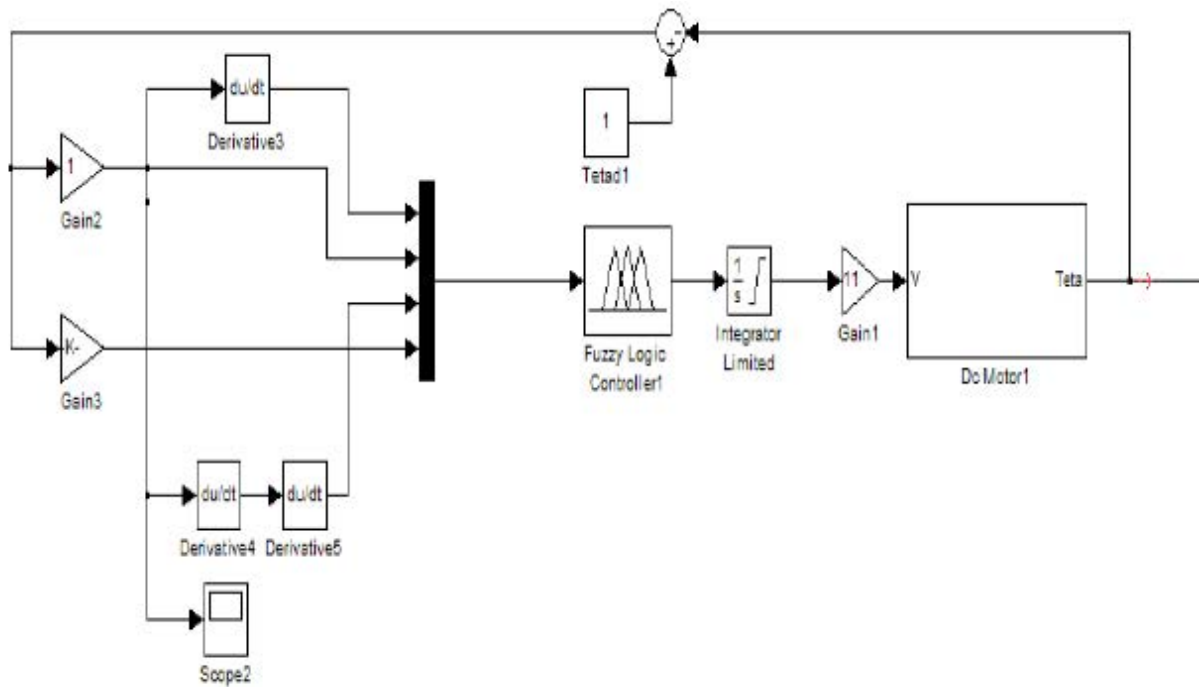 -
+
du/dt
Derivative3
1
Tetad1
1
Gain2
K-
Gain3
Fuzzy Logic
Controller1
1
s
Integrator
Limited
11
Gain1
V
Teta
Dc Motor1
du/dt
Derivative4
du/dt
Derivative5
Scope2